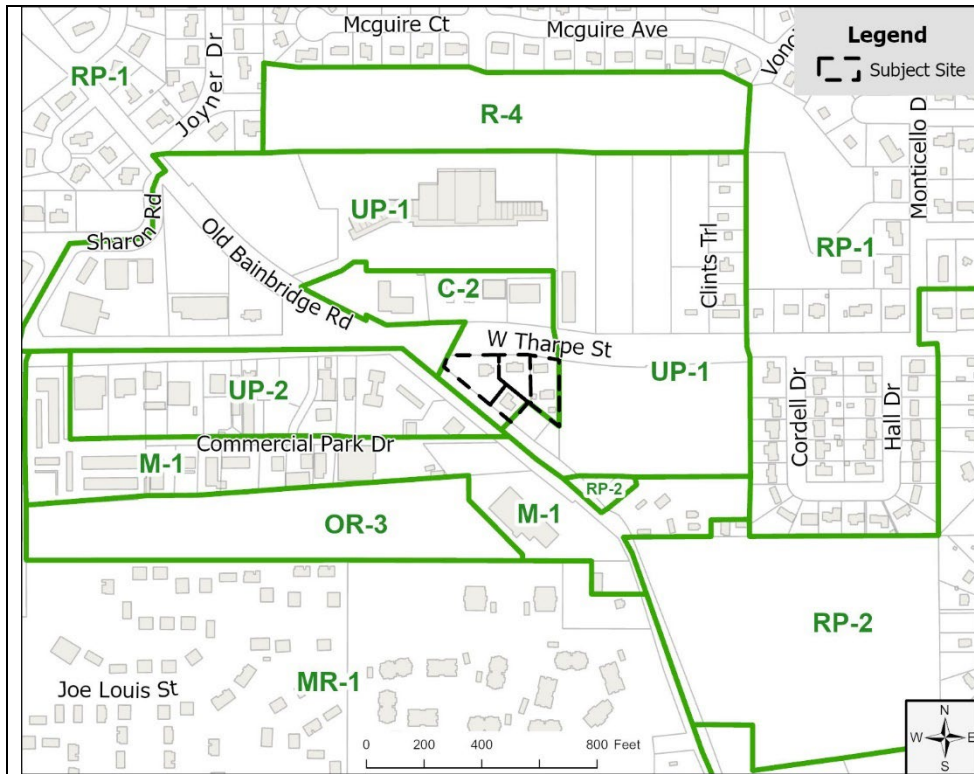 Mcguire Ct
Mcguire Ave
Legend
Subject Site
RP-1
Joyner Dr
R-4
Monticello D
UP-1
Sharon Rd
Old Bainbridge Rd
Clints Trl
RP-1
C-2
W Tharpe St
UP-2
UP-1
Cordell Dr
Hall Dr
Commercial Park Dr
M-1
RP-2
M-1
OR-3
RP-2
MR-1
Joe Louis St
0 200 400 800 Feet
N
W E
S